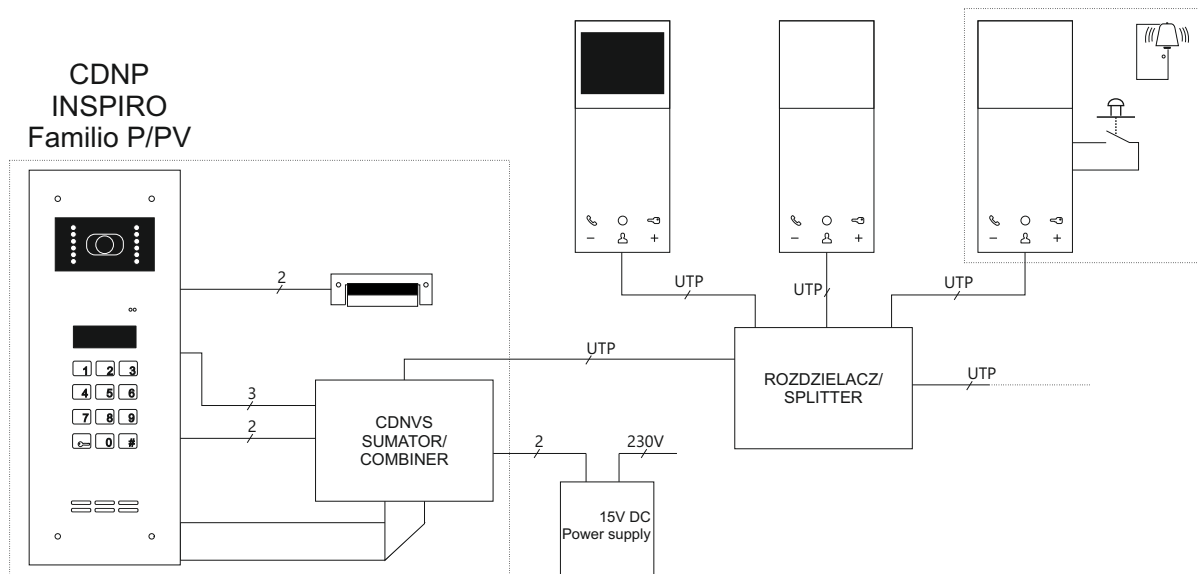 CDNP
INSPIRO
Familio P/PV
2
1 2 3
4 5 6
7 8 9
0 #
3
2
CDNVS
SUMATOR/
COMBINER
2
230V
15V DC
Power supply
UTP
UTP
UTP
UTP
ROZDZIELACZ/
SPLITTER
UTP
- +
- +
- +